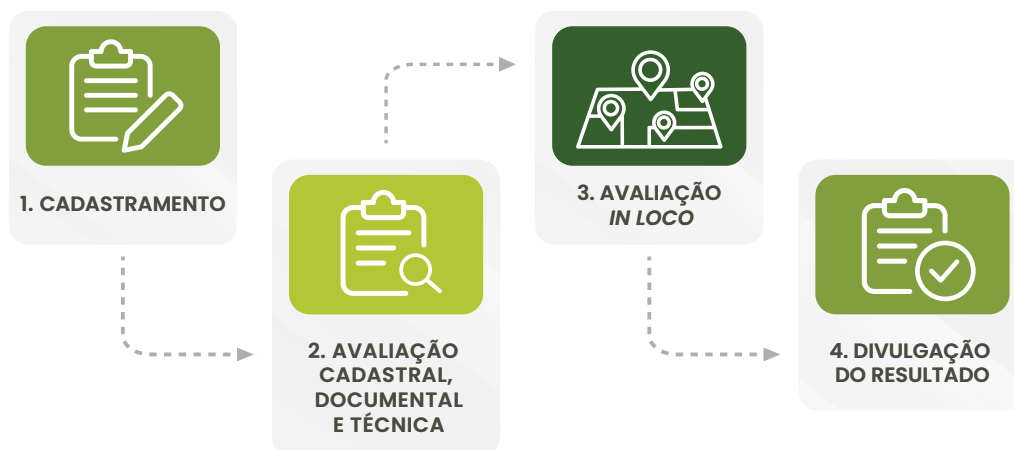 1. CADASTRAMENTO
2. AVALIAÇÃO
CADASTRAL,
DOCUMENTAL
E TÉCNICA
3. AVALIAÇÃO
IN LOCO
4. DIVULGAÇÃO
DO RESULTADO